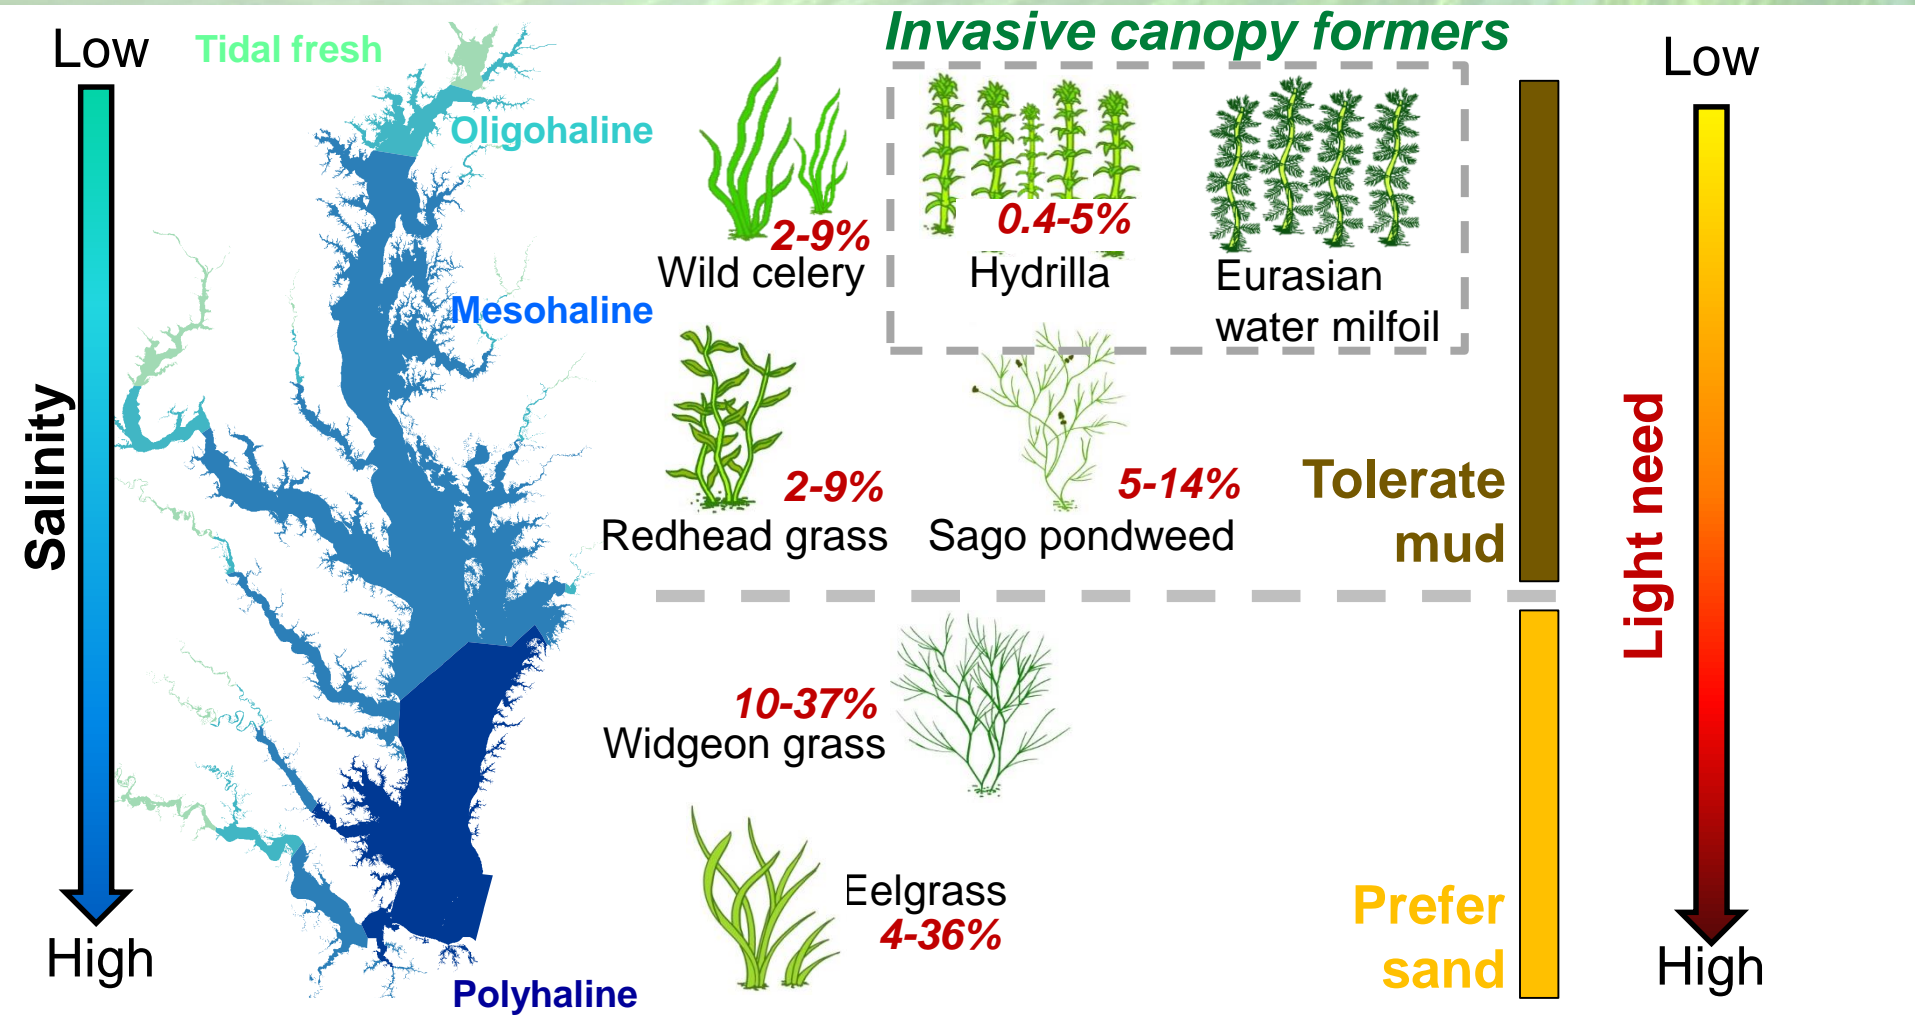 Low
Tidal fresh
Invasive canopy formers
Low
Oligohaline
2-9%
0.4-5%
Wild celery
Hydrilla
Eurasian
water milfoil
Mesohaline
Salinity
2-9%
5-14%
Redhead grass
Sago pondweed
Tolerate
mud
Light need
10-37%
Widgeon grass
Eelgrass
4-36%
Prefer
sand
High
Polyhaline
High